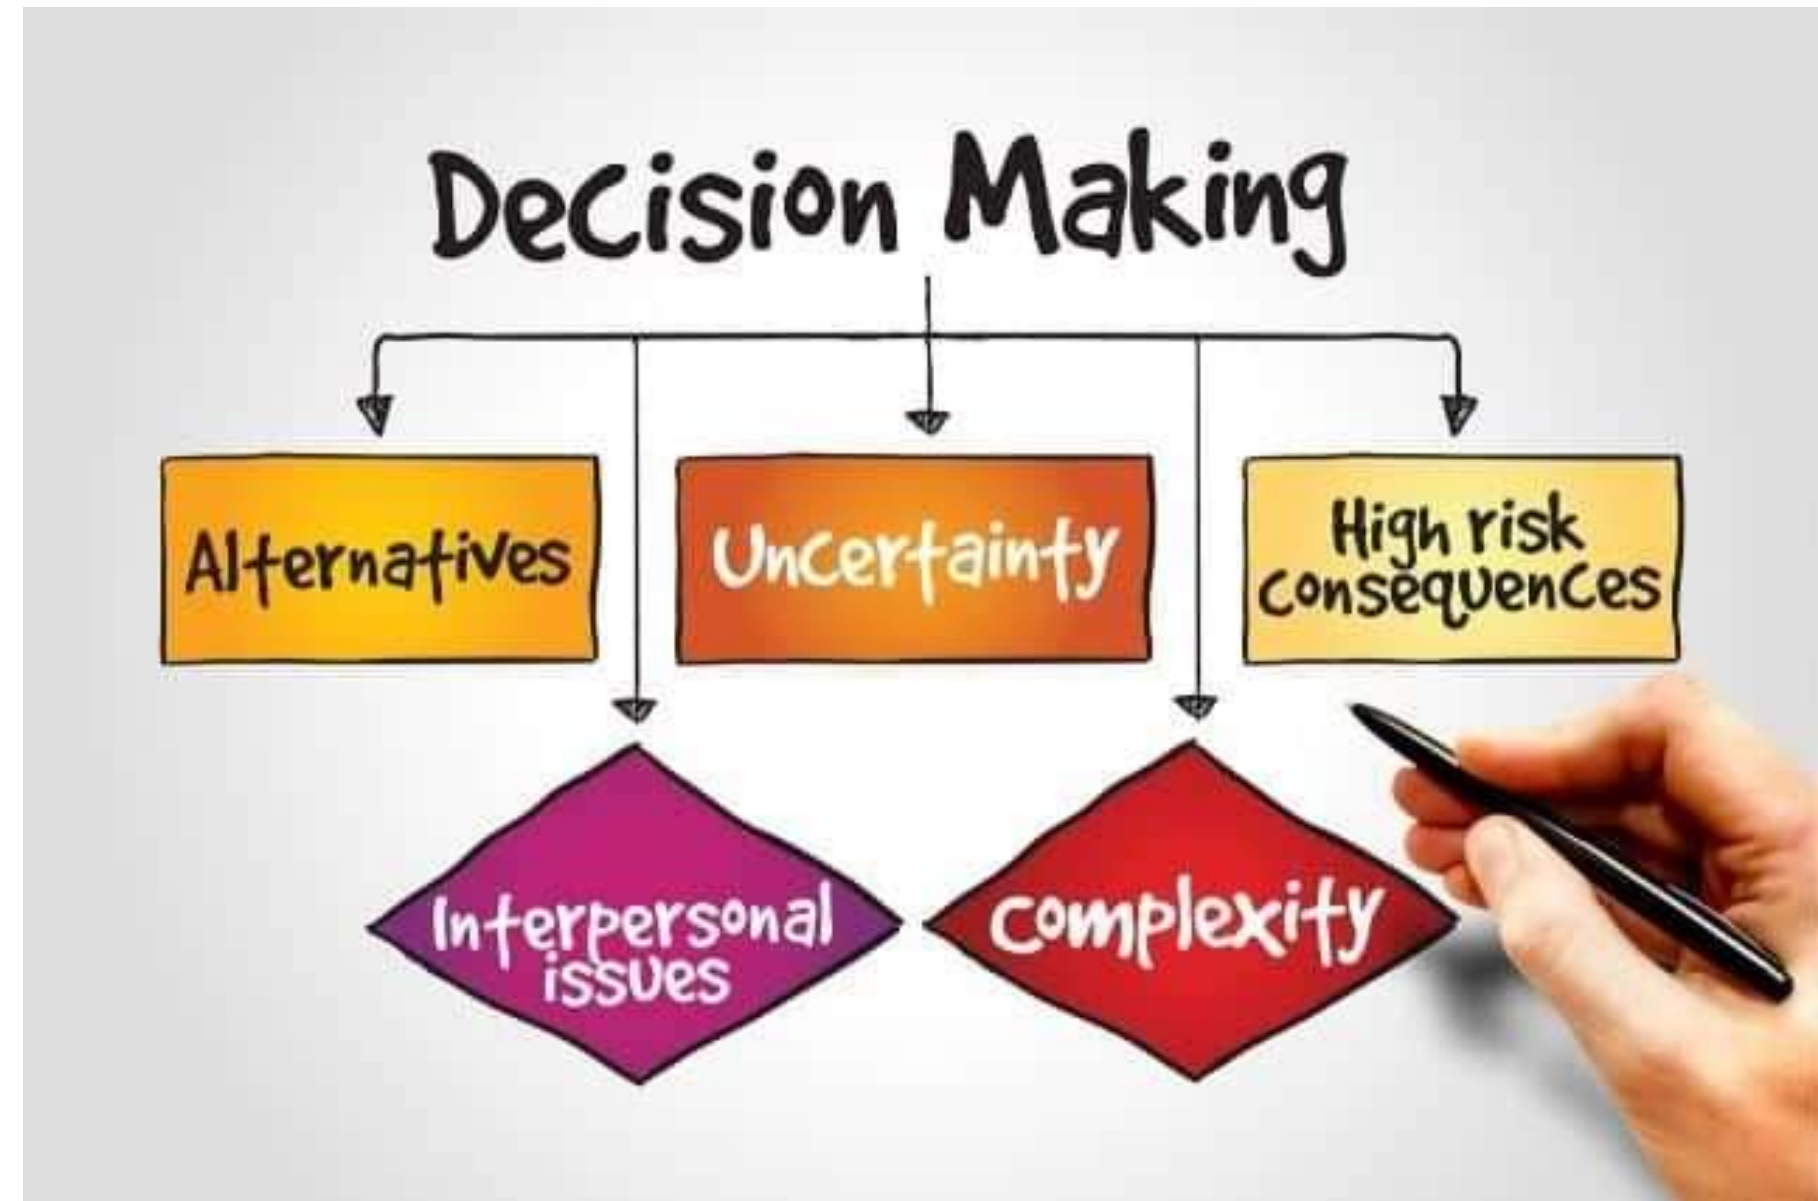 Decision Making
Alternatives
Uncertainty
High risk
consequences
Interpersonal
issues
complexity